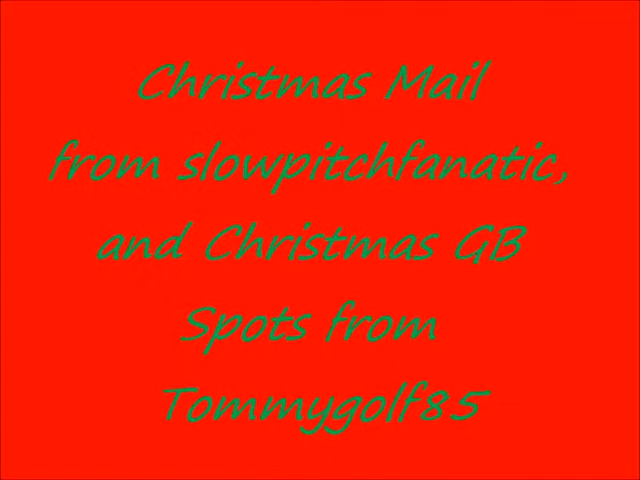 Christmas Mail
from slowpitchfanatic,
and Christmas GB
Spots from
Tommygolf85